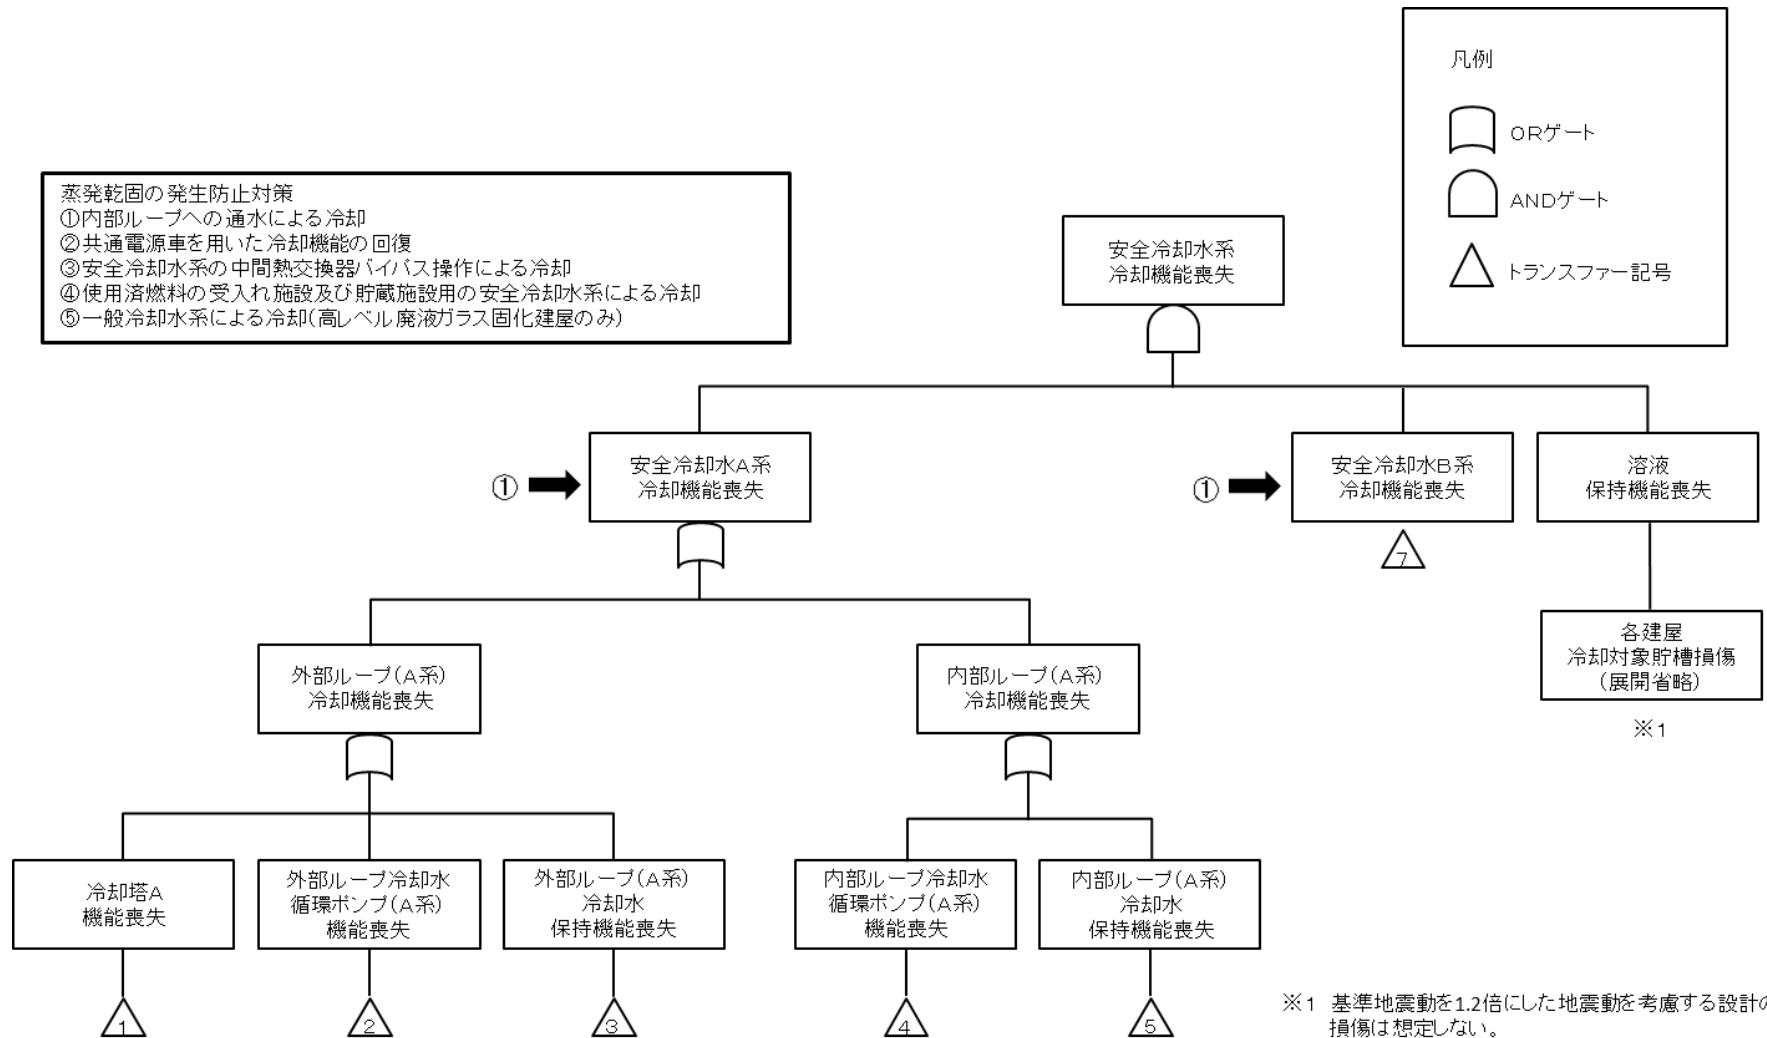 凡例
ORゲート
ANDゲート
トランスファー記号
蒸発乾固の発生防止対策
①内部ループへの通水による冷却
②共通電源車を用いた冷却機能の回復
③安全冷却水系の中間熱交換器バイパス操作による冷却
④使用済燃料の受入れ施設及び貯蔵施設用の安全冷却水系による冷却
⑤一般冷却水系による冷却(高レベル廃液ガラス固化建屋のみ)
安全冷却水系
冷却機能喪失
①
安全冷却水A系
冷却機能喪失
①
安全冷却水B系
冷却機能喪失
7
溶液
保持機能喪失
各建屋
冷却対象貯槽損傷
(展開省略)
※1
外部ループ(A系)
冷却機能喪失
内部ループ(A系)
冷却機能喪失
冷却塔A
機能喪失
外部ループ冷却水
循環ポンプ(A系)
機能喪失
外部ループ(A系)
冷却水
保持機能喪失
内部ループ冷却水
循環ポンプ(A系)
機能喪失
内部ループ(A系)
冷却水
保持機能喪失
1
2
3
4
5
※1 基準地震動を1.2倍にした地震動を考慮する設計の
損傷は想定しない。